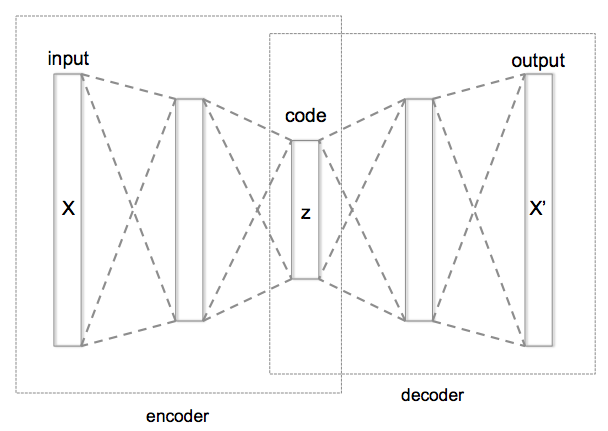 input
output
code
X
z
X’
decoder
encoder